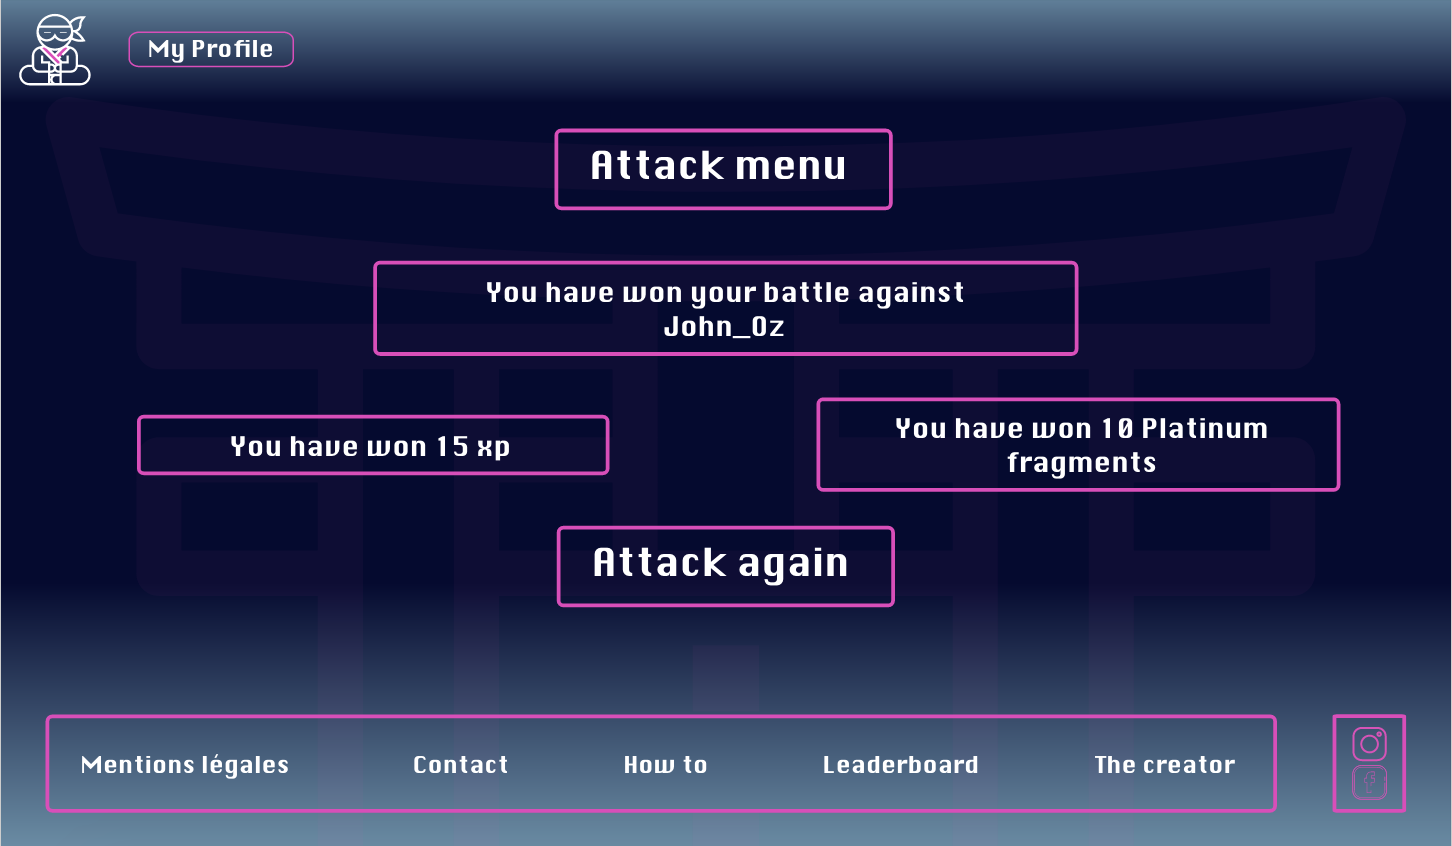 My Profile
Attack menu
You have won your battle against
John_Oz
You have won 15 xp
You have won 10 Platinum
fragments
Attack again
Mentions légales
Contact
How to
Leaderboard
The creator